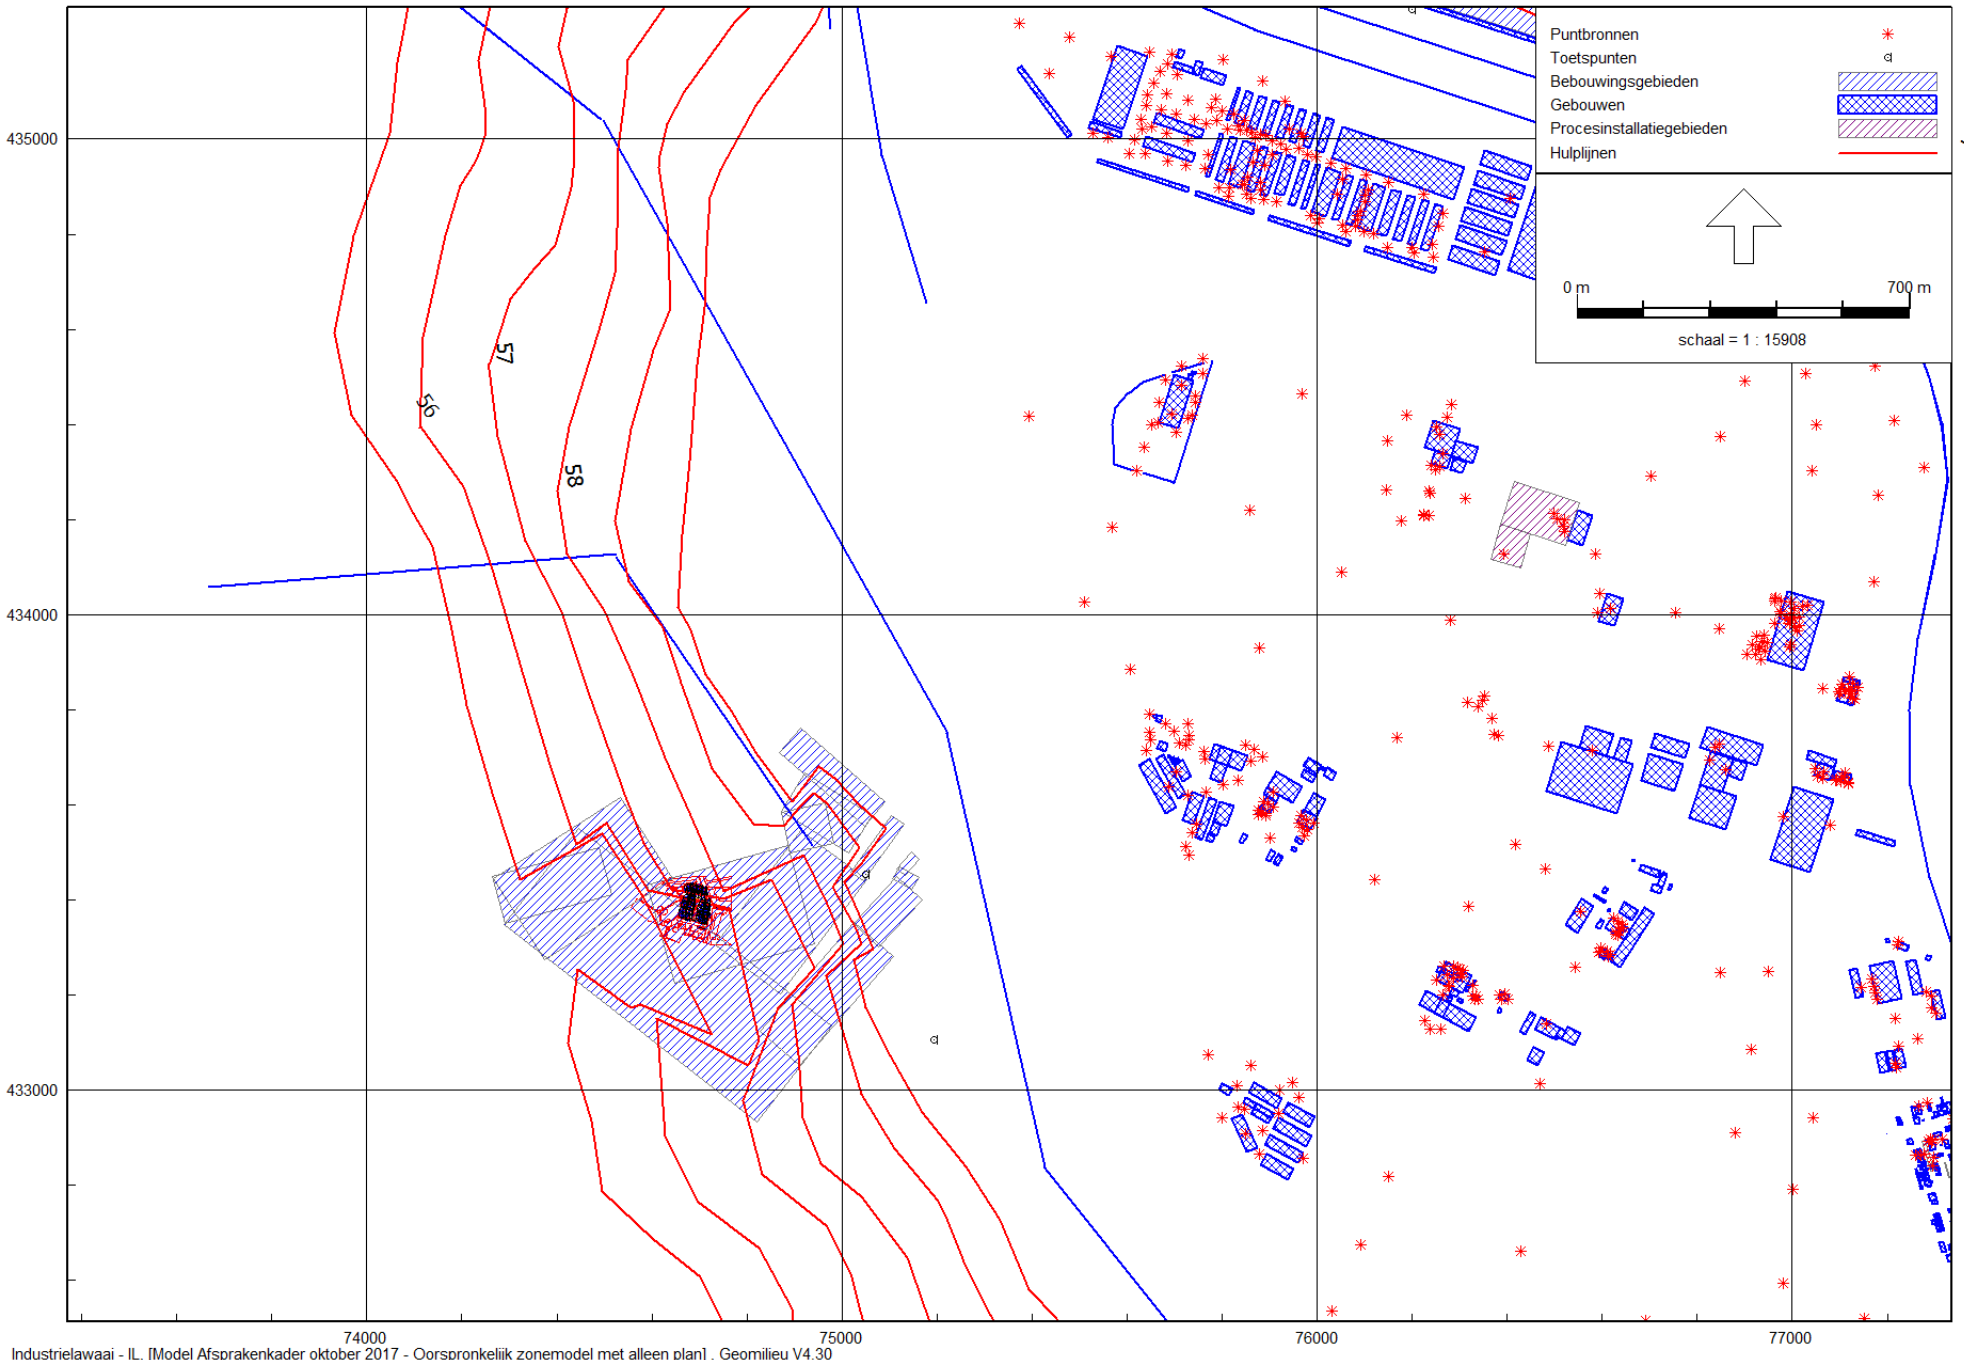 Puntbronnen
Toetspunten
Bebouwingsgebieden
Gebouwen
Procesinstallatiegebieden
Hulplijnen
0 m 700 m
schaal = 1 : 15908
435000
434000
433000
57
56
58
74000 75000 76000 77000
Industrielawaai - IL, [Model Afsprakenkader oktober 2017 - Oorspronkelijk zonemodel met alleen plan] , Geomilieu V4.30